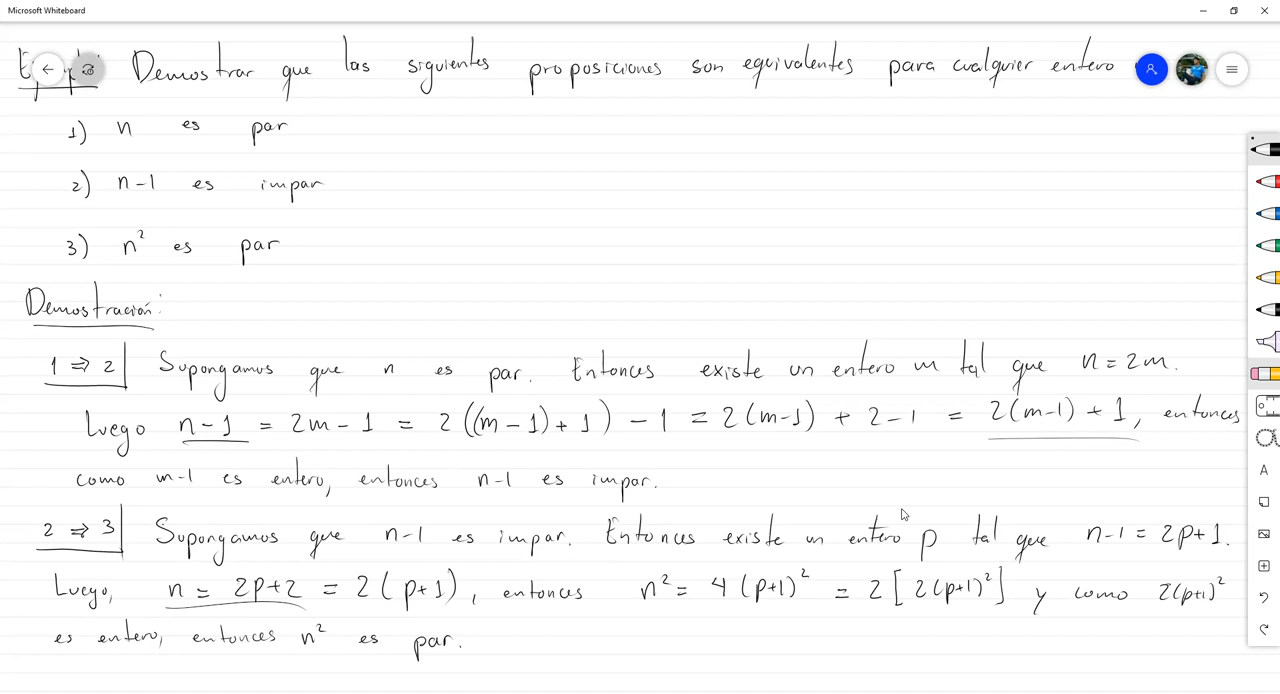 Microsoft Whiteboard
Demostrar que las siguientes proposiciones son equivalentes para cualquier entero
1) n es par
2) n-1 es impar
3) n² es par
Demostración:
1 ⇒ 2 Supongamos que n es par. Entonces existe un entero m tal que n = 2m.
Luego n-1 = 2m - 1 = 2((m-1)+1) - 1 = 2(m-1) + 2-1 = 2(m-1) + 1, entonces
como m-1 es entero, entonces n-1 es impar.
2 ⇒ 3 Supongamos que n-1 es impar. Entonces existe un entero p tal que n-1 = 2p+1.
Luego, n = 2p+2 = 2(p+1), entonces n² = 4(p+1)² = 2[2(p+1)²] y como 2(p+1)²
es entero, entonces n² es par.